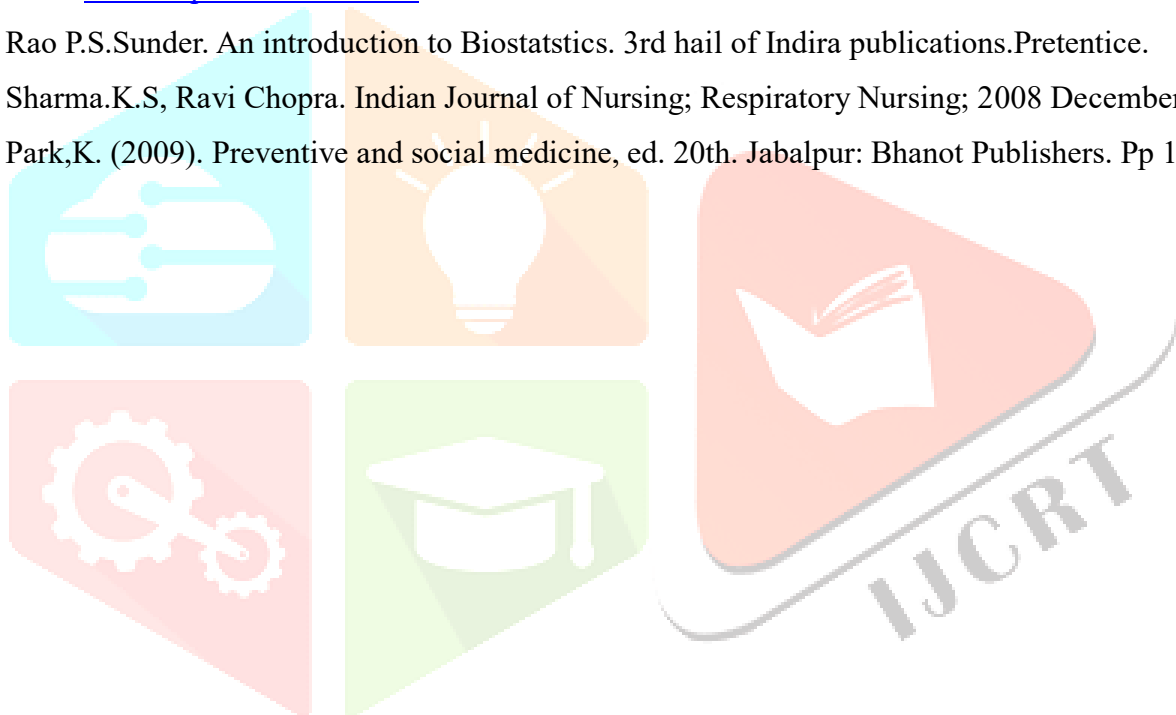 Rao P.S.Sunder. An introduction to Biostatstics. 3rd hail of Indira publications.Pretentice.
Sharma.K.S, Ravi Chopra. Indian Journal of Nursing; Respiratory Nursing; 2008 December
Park,K. (2009). Preventive and social medicine, ed. 20th. Jabalpur: Bhanot Publishers. Pp 1
IJCRT